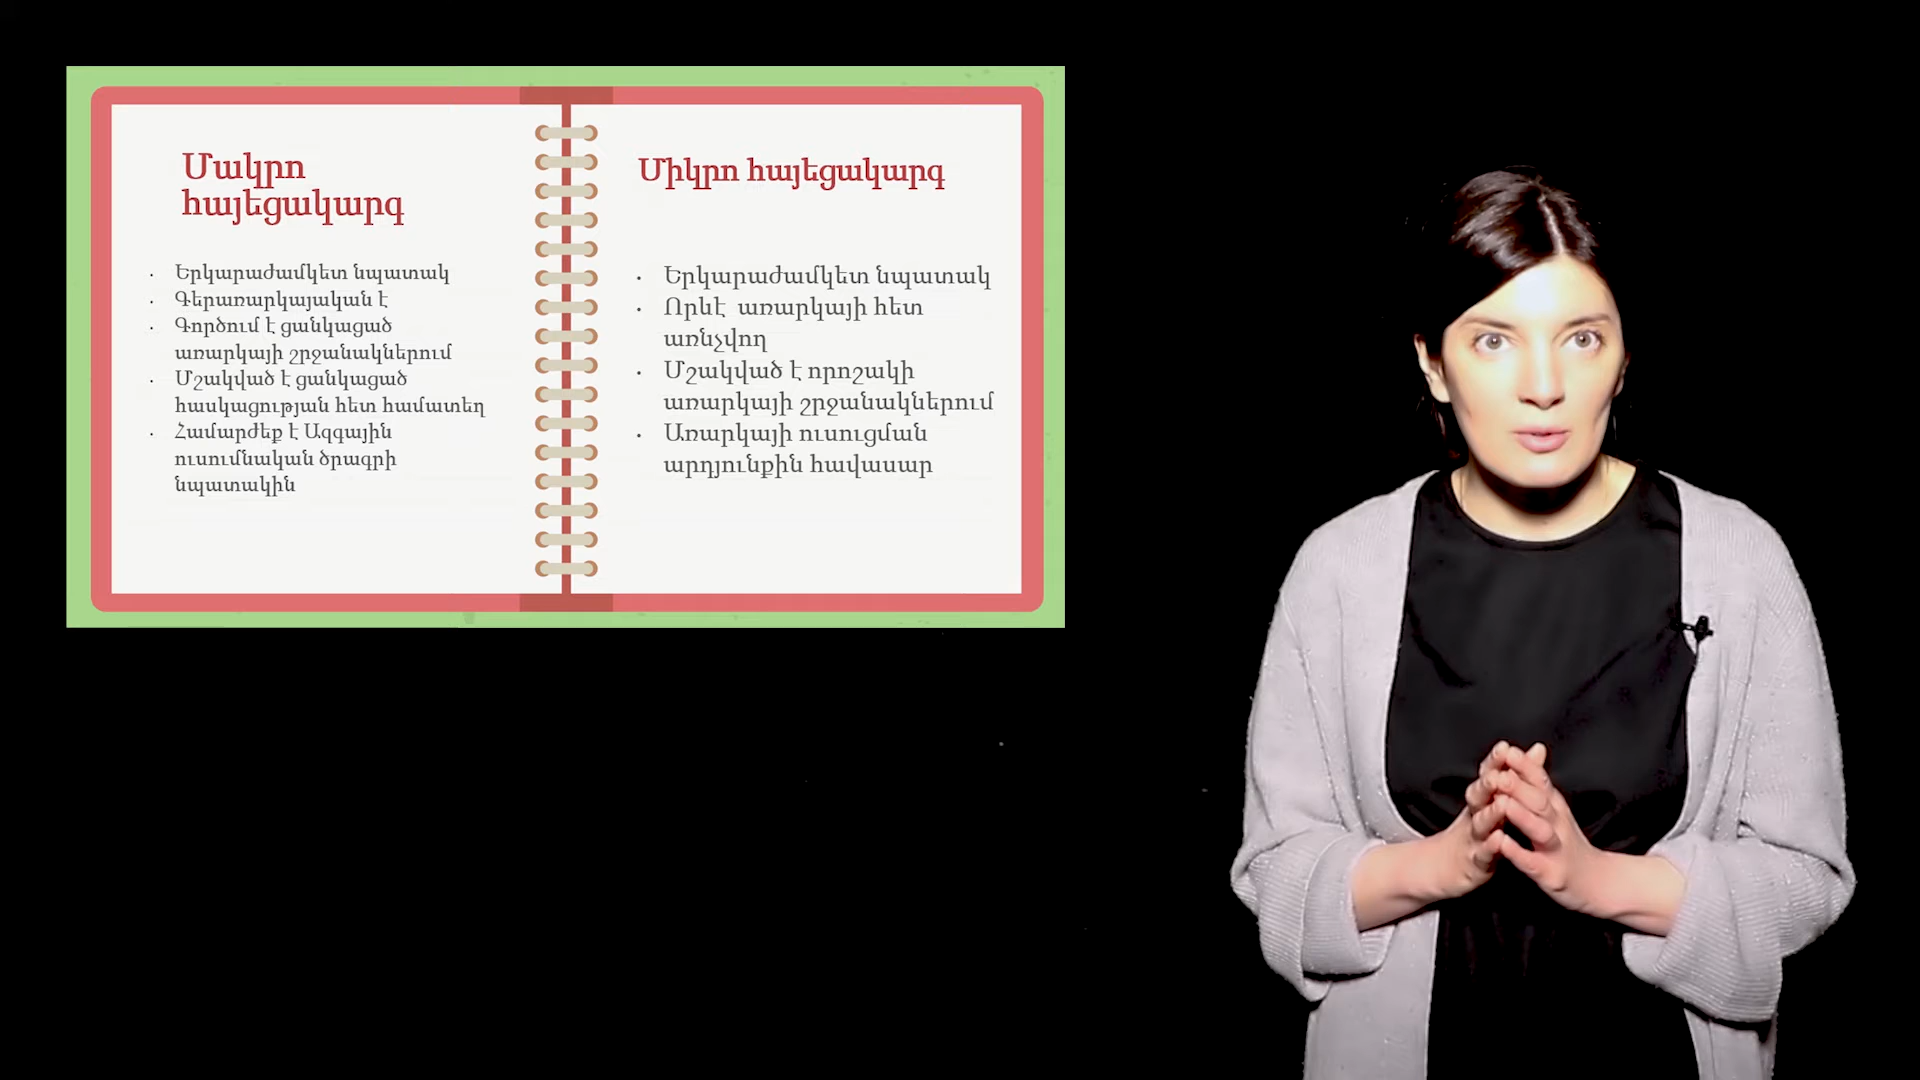 Մակրո
հայեցակարգ
· Երկարաժամկետ նպատակ
· Գերառարկայական է
· Գործում է ցանկացած
առարկայի շրջանակներում
· Մշակված է ցանկացած
հասկացության հետ համատեղ
· Համարժեք է Ազգային
ուսումնական ծրագրի
նպատակին
Միկրո հայեցակարգ
· Երկարաժամկետ նպատակ
· Որևէ առարկայի հետ
առնչվող
· Մշակված է որոշակի
առարկայի շրջանակներում
· Առարկայի ուսուցման
արդյունքին հավասար